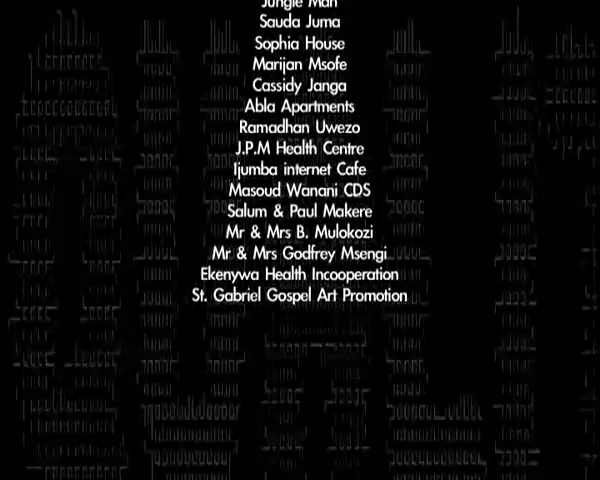 Jungle Man
Sauda Juma
Sophia House
Marijan Msofe
Cassidy Janga
Abla Apartments
Ramadhan Uwezo
J.P.M Health Centre
Ijumba internet Cafe
Masoud Wanani CDS
Salum & Paul Makere
Mr & Mrs B. Mulokozi
Mr & Mrs Godfrey Msengi
Ekenywa Health Incooperation
St. Gabriel Gospel Art Promotion